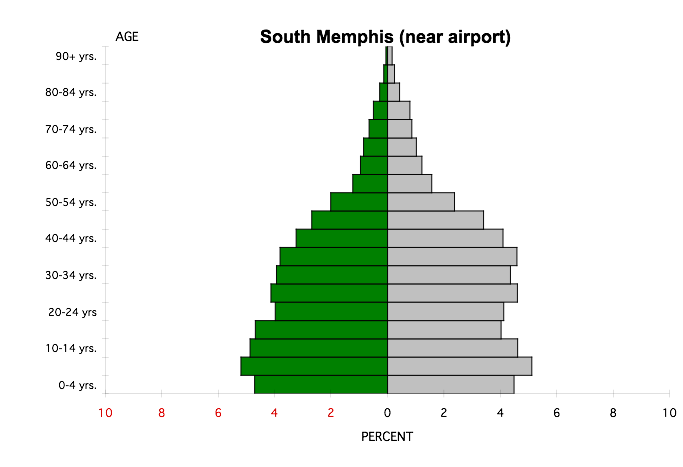 South Memphis (near airport)
AGE
90+ yrs.
80-84 yrs.
70-74 yrs.
60-64 yrs.
50-54 yrs.
40-44 yrs.
30-34 yrs.
20-24 yrs
10-14 yrs.
0-4 yrs.
10 8 6 4 2 0 2 4 6 8 10
PERCENT